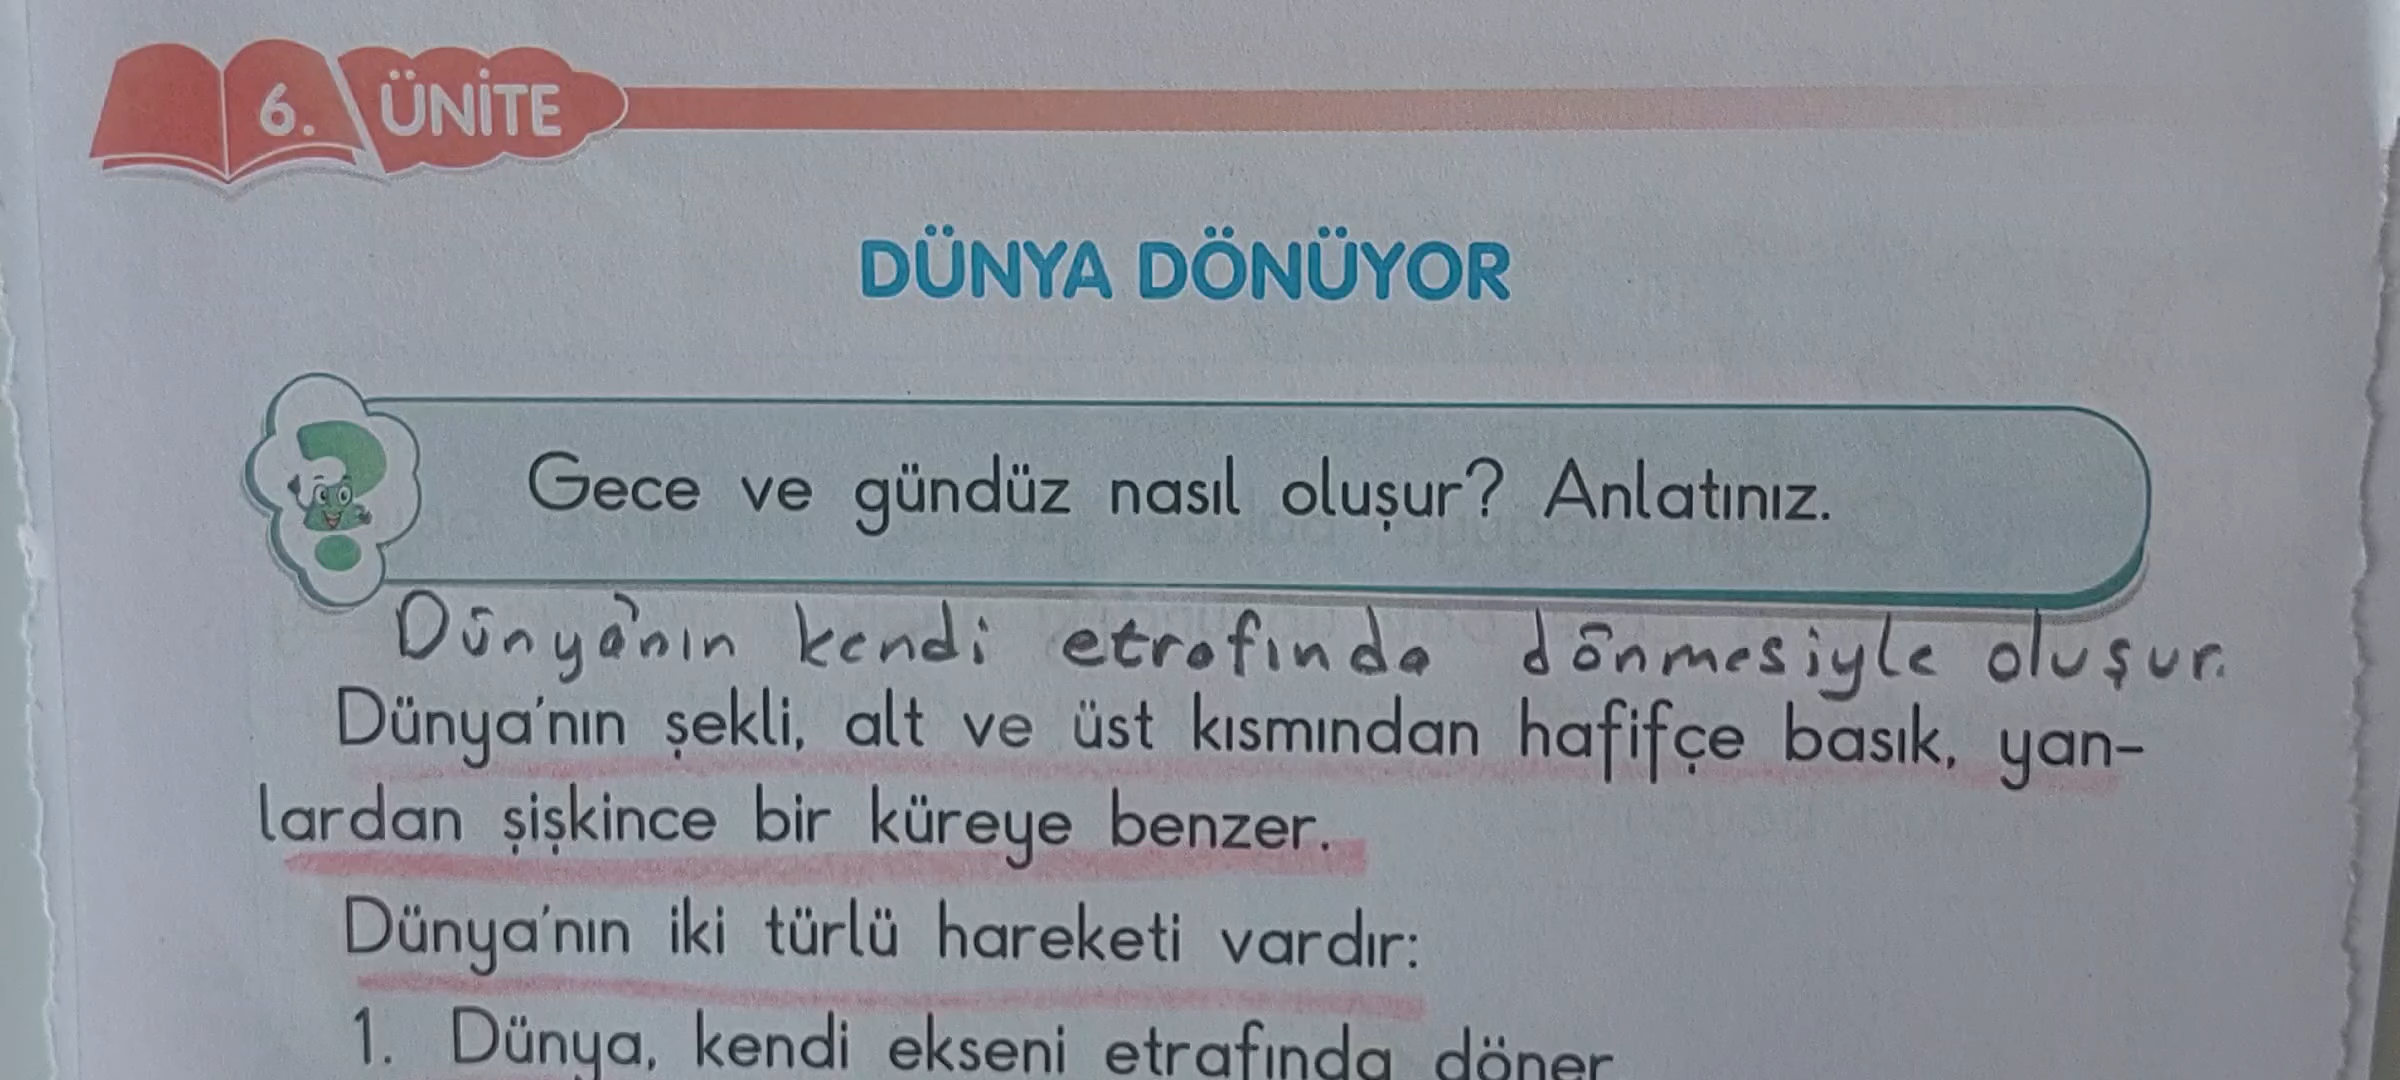 6. ÜNİTE
DÜNYA DÖNÜYOR
Gece ve gündüz nasıl oluşur? Anlatınız.
Dünya'nın kendi etrafında dönmesiyle oluşur.
Dünya'nın şekli, alt ve üst kısmından hafifçe basık, yan-
lardan şişkince bir küreye benzer.
Dünya'nın iki türlü hareketi vardır:
1. Dünya, kendi ekseni etrafında döner